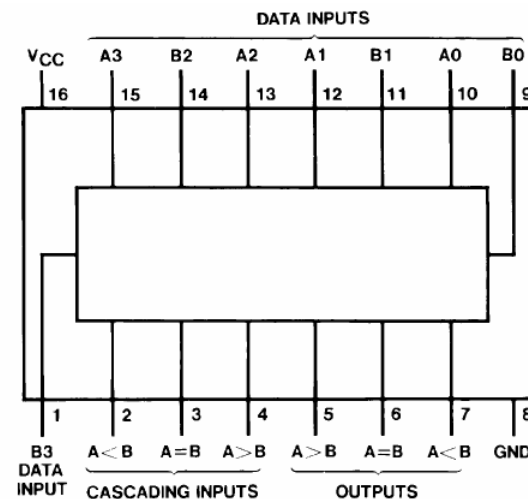 DATA INPUTS
VCC A3 B2 A2 A1 B1 A0 B0
16 15 14 13 12 11 10 9
1 2 3 4 5 6 7 8
B3 A<B A=B A>B A>B A=B A<B GND
DATA
INPUT CASCADING INPUTS OUTPUTS